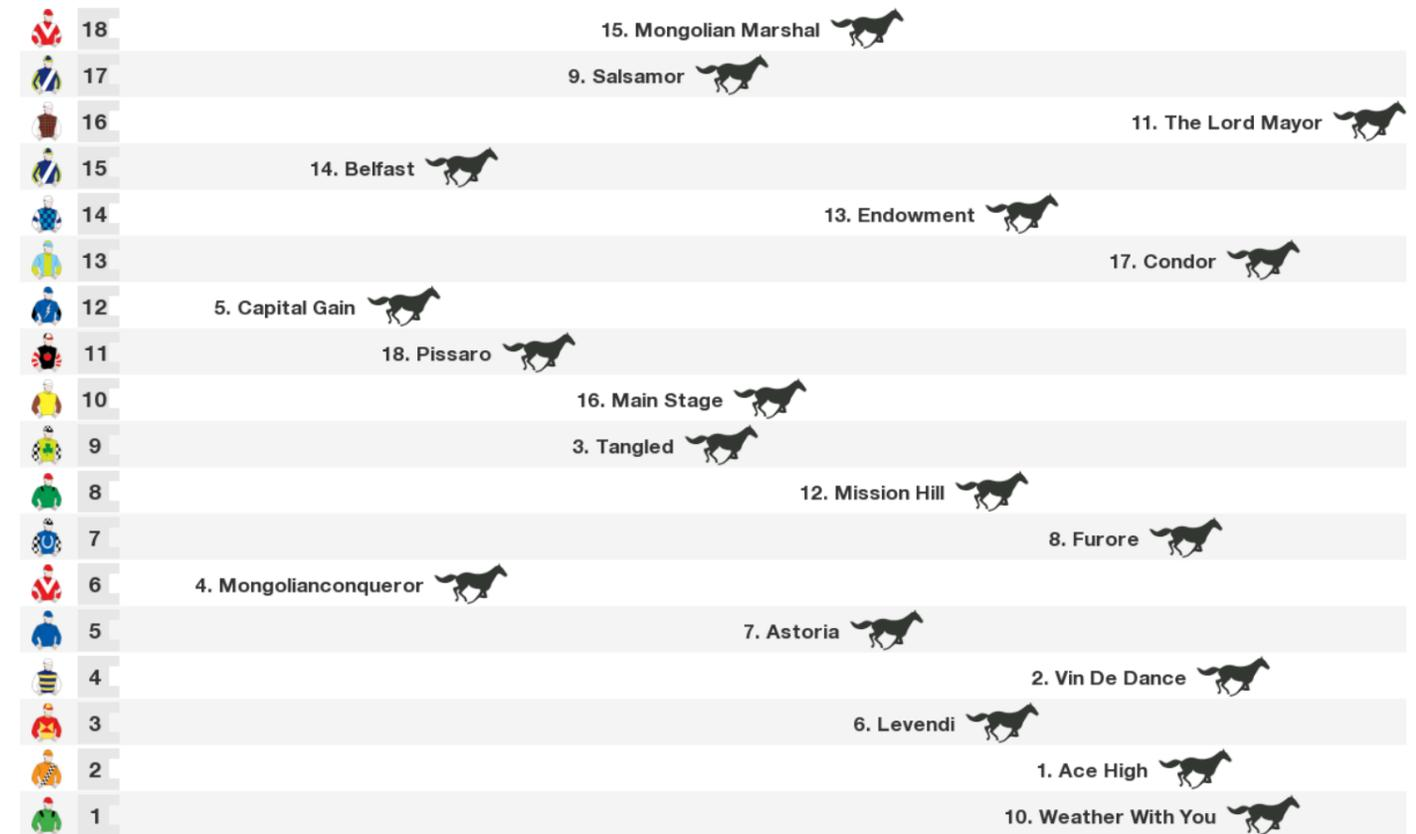 18 15. Mongolian Marshal
17 9. Salsamor
16 11. The Lord Mayor
15 14. Belfast
14 13. Endowment
13 17. Condor
12 5. Capital Gain
11 18. Pissaro
10 16. Main Stage
9 3. Tangled
8 12. Mission Hill
7 8. Furore
6 4. Mongolianconqueror
5 7. Astoria
4 2. Vin De Dance
3 6. Levendi
2 1. Ace High
1 10. Weather With You